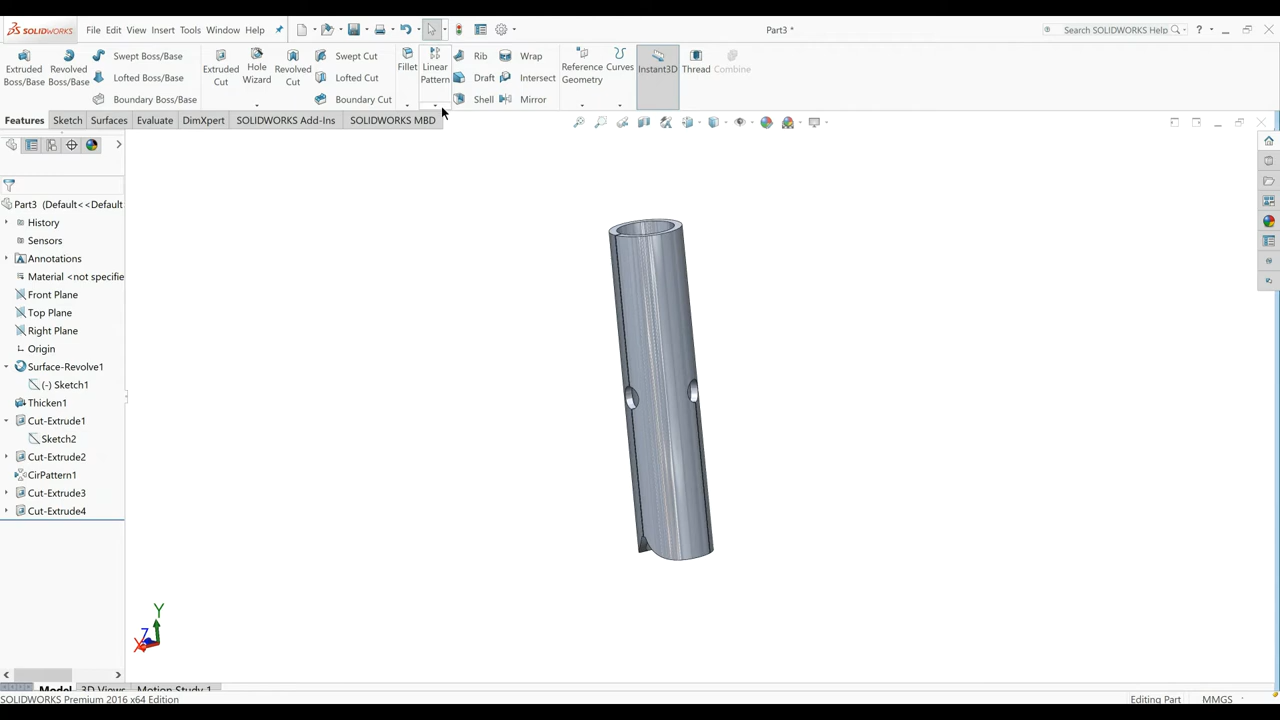 SOLIDWORKS
File Edit View Insert Tools Window Help
Part3 *
Search SOLIDWORKS Help
Extruded Boss/Base
Revolved Boss/Base
Swept Boss/Base
Lofted Boss/Base
Boundary Boss/Base
Extruded Cut
Hole Wizard
Revolved Cut
Swept Cut
Lofted Cut
Boundary Cut
Fillet
Linear Pattern
Rib
Draft
Shell
Wrap
Intersect
Mirror
Reference Geometry
Curves
Instant3D
Thread
Combine
Features Sketch Surfaces Evaluate DimXpert SOLIDWORKS Add-Ins SOLIDWORKS MBD
Part3 (Default<<Default
History
Sensors
Annotations
Material <not specifie
Front Plane
Top Plane
Right Plane
Origin
Surface-Revolve1
(-) Sketch1
Thicken1
Cut-Extrude1
Sketch2
Cut-Extrude2
CirPattern1
Cut-Extrude3
Cut-Extrude4
Y
Z
X
Model 3D Views Motion Study 1
SOLIDWORKS Premium 2016 x64 Edition
Editing Part MMGS